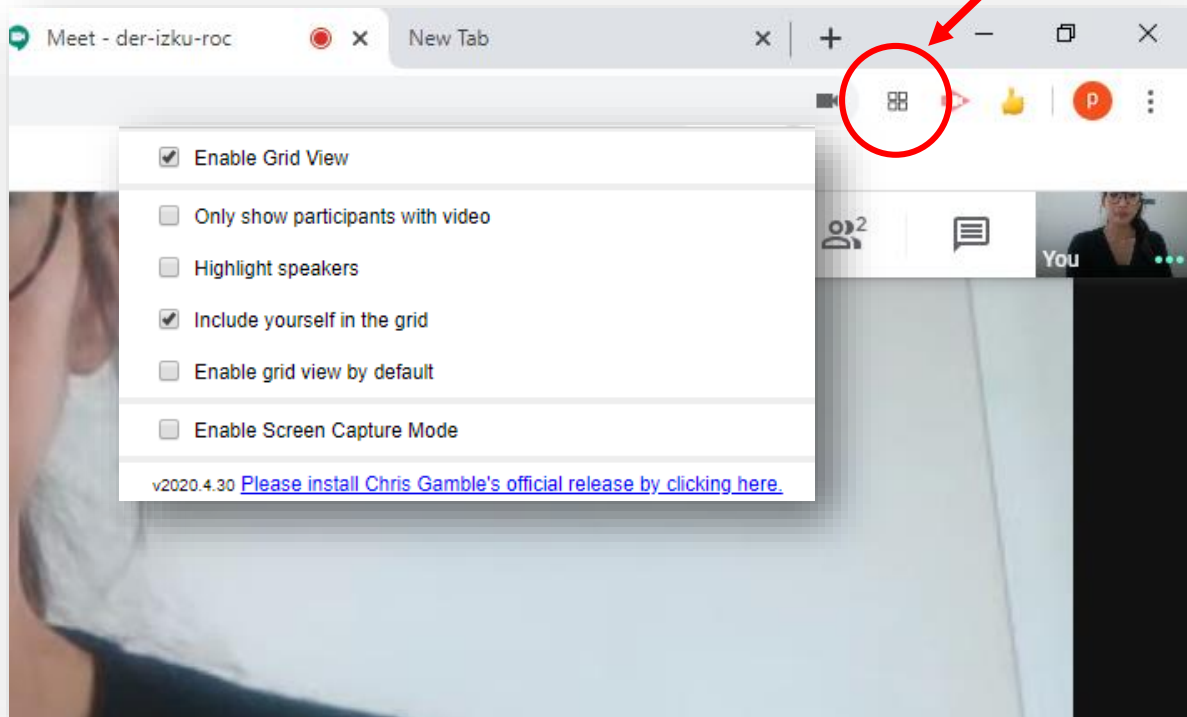 Meet - der-izku-roc
New Tab
P
Enable Grid View
Only show participants with video
2
Highlight speakers
You
Include yourself in the grid
Enable grid view by default
Enable Screen Capture Mode
v2020.4.30 Please install Chris Gamble's official release by clicking here.